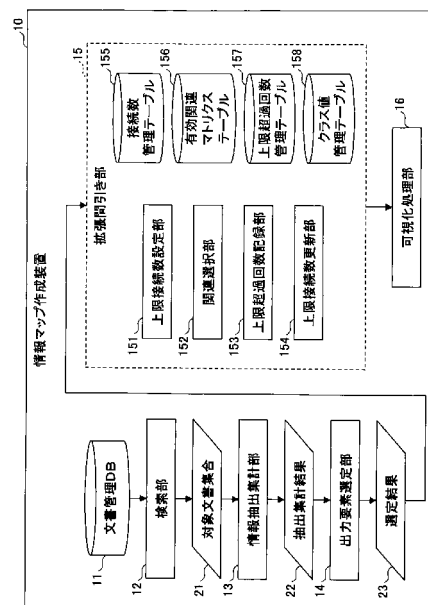 10
情報マップ作成装置
文書管理DB
11
検索部
12
対象文書集合
21
情報抽出集計部
13
抽出集計結果
22
出力要素選定部
14
選定結果
23
15
拡張間引き部
151
上限接続数設定部
152
関連選択部
153
上限超過回数記録部
154
上限接続数更新部
155
接続数
管理テーブル
156
有効関連
マトリクス
テーブル
157
上限超過回数
管理テーブル
158
クラス値
管理テーブル
16
可視化処理部